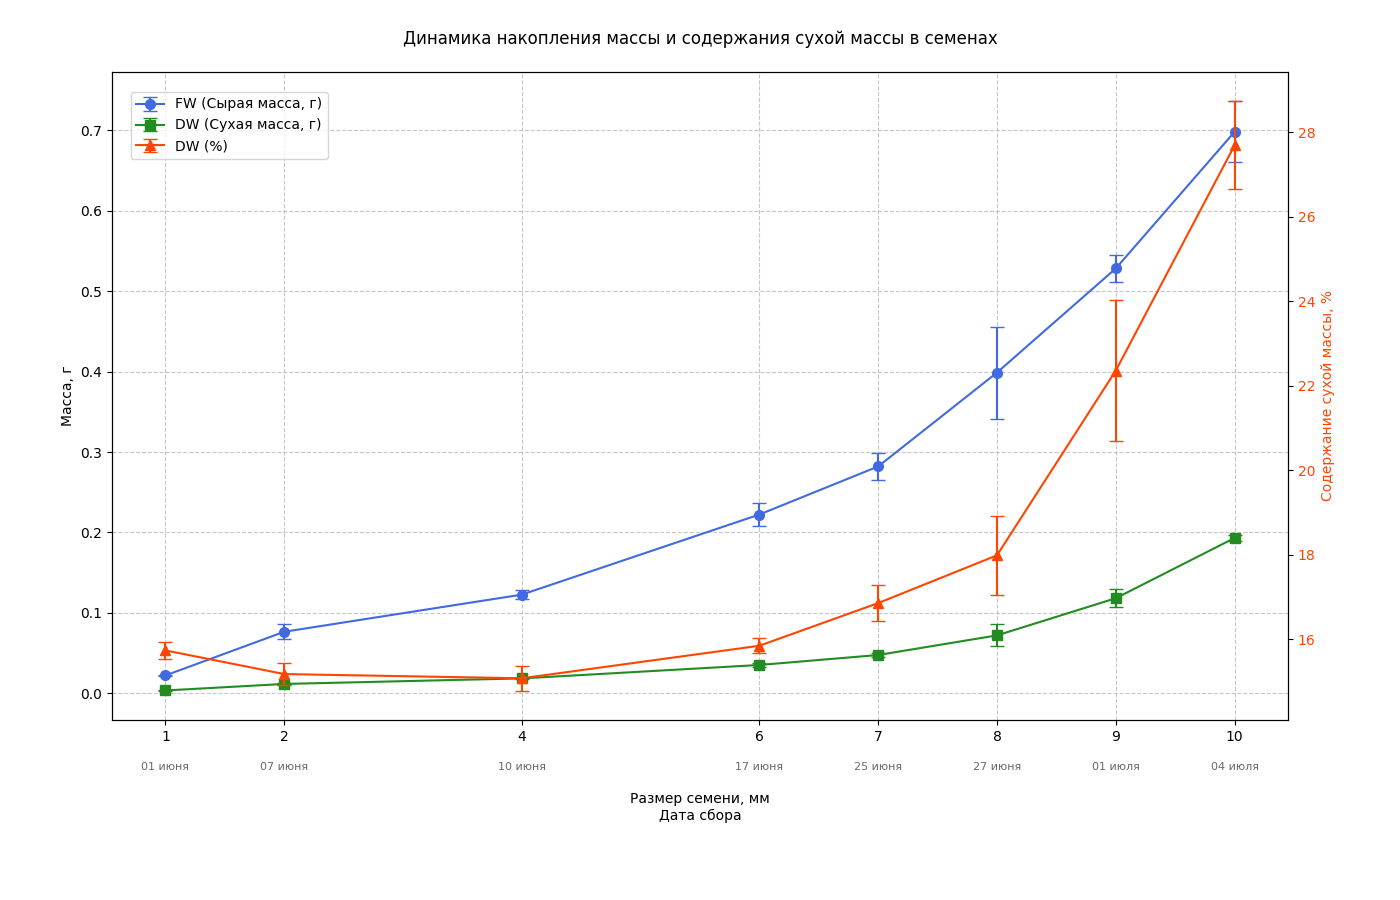 Динамика накопления массы и содержания сухой массы в семенах
FW (Сырая масса, г)
DW (Сухая масса, г)
DW (%)
Масса, г
0.7
0.6
0.5
0.4
0.3
0.2
0.1
0.0
28
26
24
22
20
18
16
Содержание сухой массы, %
1 2 4 6 7 8 9 10
01 июня 07 июня 10 июня 17 июня 25 июня 27 июня 01 июля 04 июля
Размер семени, мм
Дата сбора